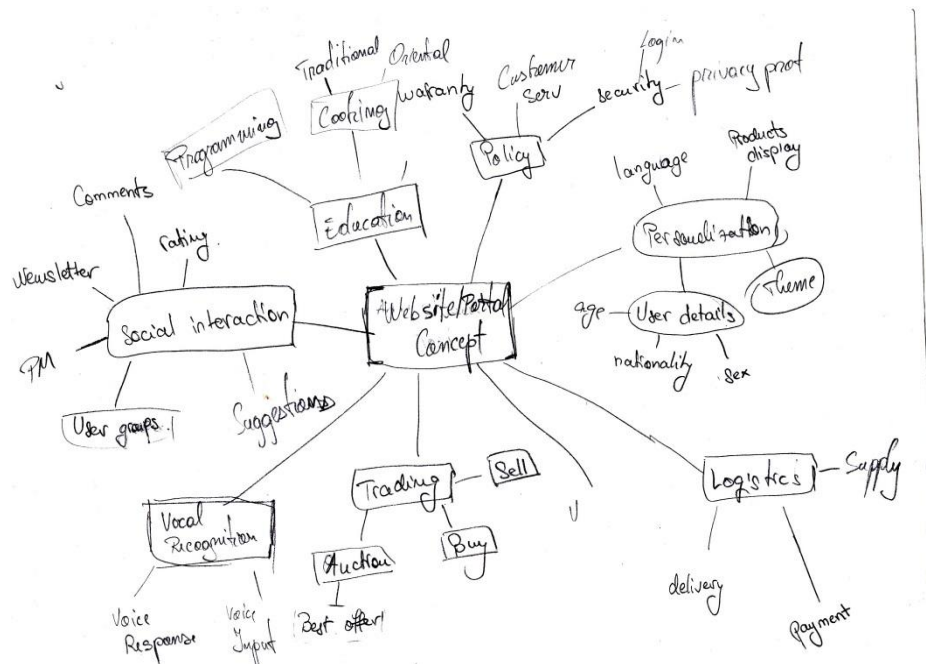 Traditional
Oriental
Cooking
Programming
Education
Waranty
Customer
serv
Policy
security
Login
privacy prot
language
Products
display
Personalization
Theme
User details
age
nationality
sex
Comments
rating
Newsletter
Social interaction
PM
User groups
Suggestions
Website/Portal
Concept
Vocal
Recognition
Voice
Response
Voice
Input
Trading
Sell
Buy
Auction
Best offer
Logistics
Supply
delivery
payment